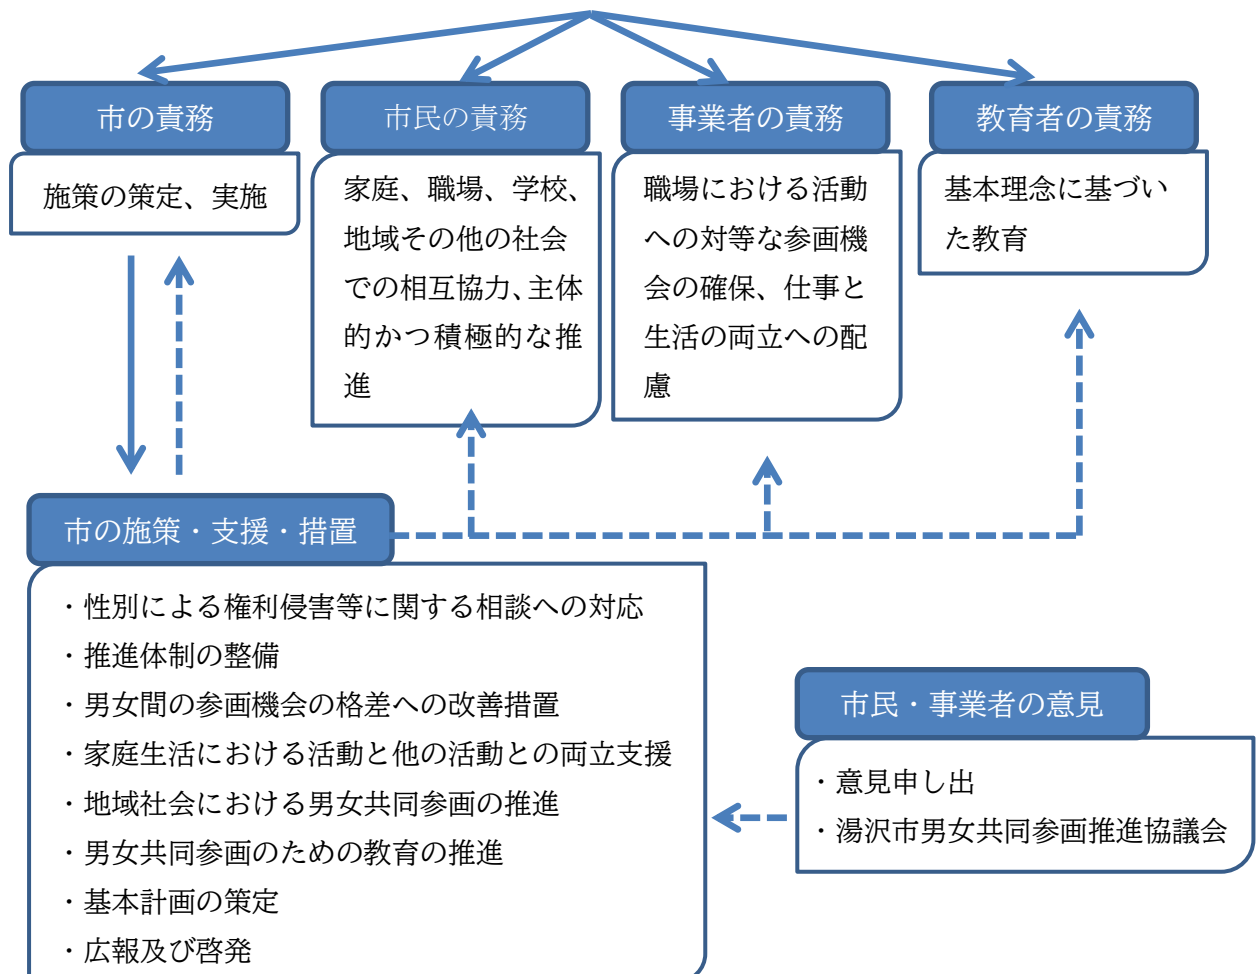 市の責務
施策の策定、実施
市民の責務
家庭、職場、学校、
地域その他の社会
での相互協力、主体
的かつ積極的な推
進
事業者の責務
職場における活動
への対等な参画機
会の確保、仕事と
生活の両立への配
慮
教育者の責務
基本理念に基づい
た教育
市の施策・支援・措置
・性別による権利侵害等に関する相談への対応
・推進体制の整備
・男女間の参画機会の格差への改善措置
・家庭生活における活動と他の活動との両立支援
・地域社会における男女共同参画の推進
・男女共同参画のための教育の推進
・基本計画の策定
・広報及び啓発
市民・事業者の意見
・意見申し出
・湯沢市男女共同参画推進協議会